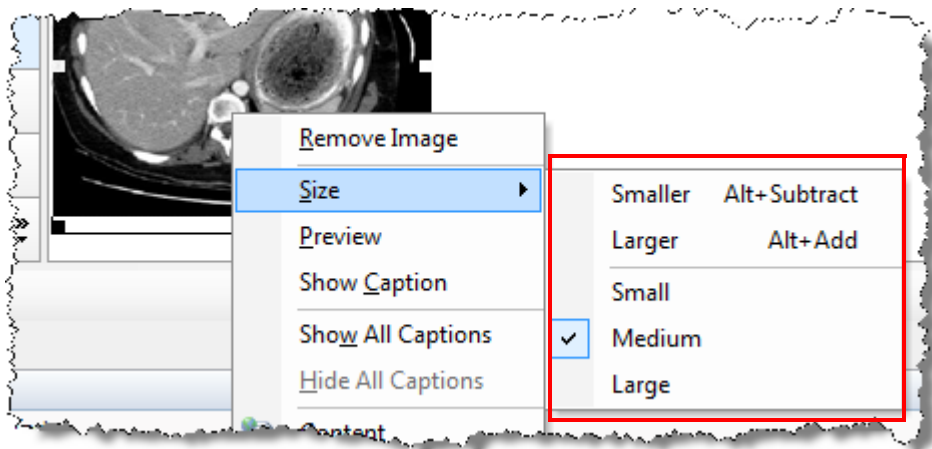 Remove Image
Size
Preview
Show Caption
Show All Captions
Hide All Captions
Content
Smaller Alt+Subtract
Larger Alt+Add
Small
Medium
Large